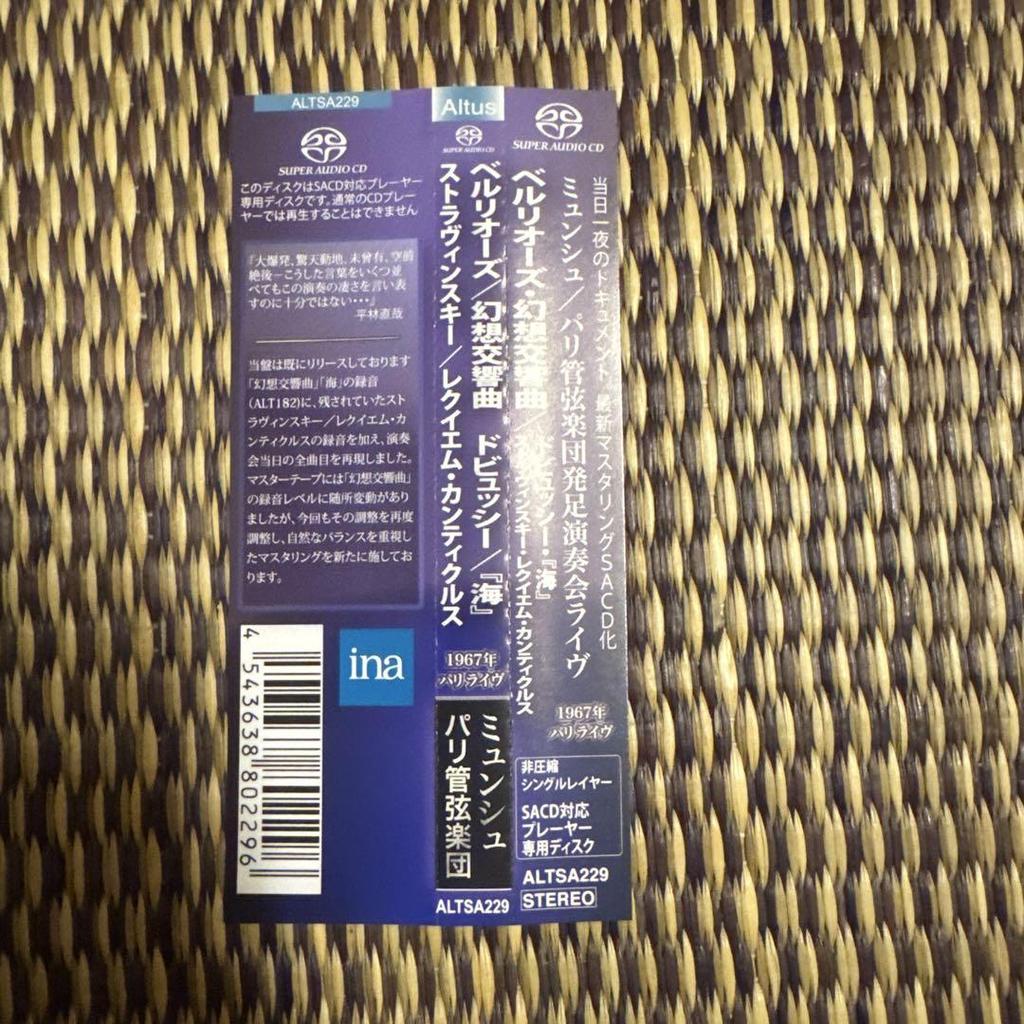 ALTSA229
SUPER AUDIO CD
このディスクはSACD対応プレーヤー
専用ディスクです。通常のCDプレー
ヤーでは再生することはできません
「大爆発、驚天動地、未曾有、空前
絶後―こうした言葉をいくつ並
べてもこの演奏の凄さを言い表
すのに十分ではない・・・」
平林直哉
当盤は既にリリースしております
「幻想交響曲」「海」の録音
(ALT182)に、残されていたスト
ラヴィンスキー/レクイエム・カ
ンティクルスの録音を加え、演奏
会当日の全曲目を再現しました。
マスターテープには「幻想交響曲」
の録音レベルに随所変動があり
ましたが、今回もその調整を再度
調整し、自然なバランスを重視し
たマスタリングを新たに施してお
ります。
ina
4 543638 802296
Altus
SUPER AUDIO CD
ベルリオーズ/幻想交響曲 ドビュッシー/『海』
ストラヴィンスキー/レクイエム・カンティクルス
1967年
パリライヴ
ミュンシュ
パリ管弦楽団
ALTSA229
SUPER AUDIO CD
当日一夜のドキュメント、最新マスタリングSACD化
ミュンシュ/パリ管弦楽団発足演奏会ライヴ
ベルリオーズ・幻想交響曲/ドビュッシー・『海』
ストラヴィンスキー・レクイエム・カンティクルス
1967年
パリライヴ
非圧縮
シングルレイヤー
SACD対応
プレーヤー
専用ディスク
ALTSA229
STEREO